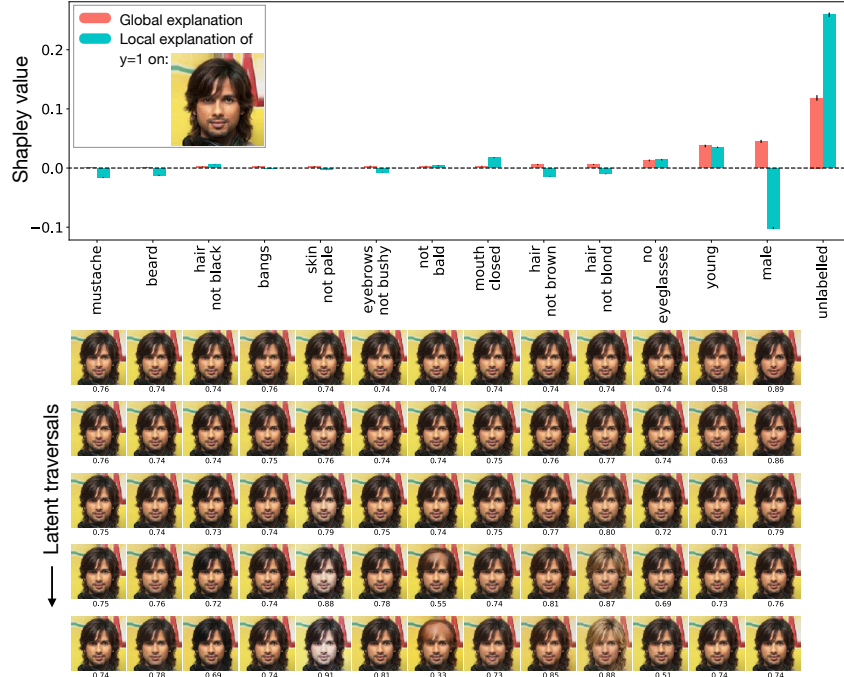 Global explanation
Local explanation of
y=1 on:
Shapley value
0.2
0.1
0.0
−0.1
mustache
beard
hair
not black
bangs
skin
not pale
eyebrows
not bushy
not
bald
mouth
closed
hair
not brown
hair
not blond
no
eyeglasses
young
male
unlabelled
Latent traversals
0.76 0.74 0.74 0.76 0.74 0.74 0.74 0.74 0.74 0.74 0.74 0.58 0.89
0.76 0.74 0.74 0.75 0.76 0.74 0.74 0.75 0.76 0.77 0.74 0.63 0.86
0.75 0.74 0.73 0.74 0.79 0.75 0.74 0.75 0.77 0.80 0.72 0.71 0.79
0.75 0.76 0.72 0.74 0.88 0.78 0.55 0.74 0.81 0.87 0.69 0.73 0.76
0.74 0.78 0.69 0.74 0.91 0.81 0.33 0.73 0.85 0.88 0.51 0.74 0.74